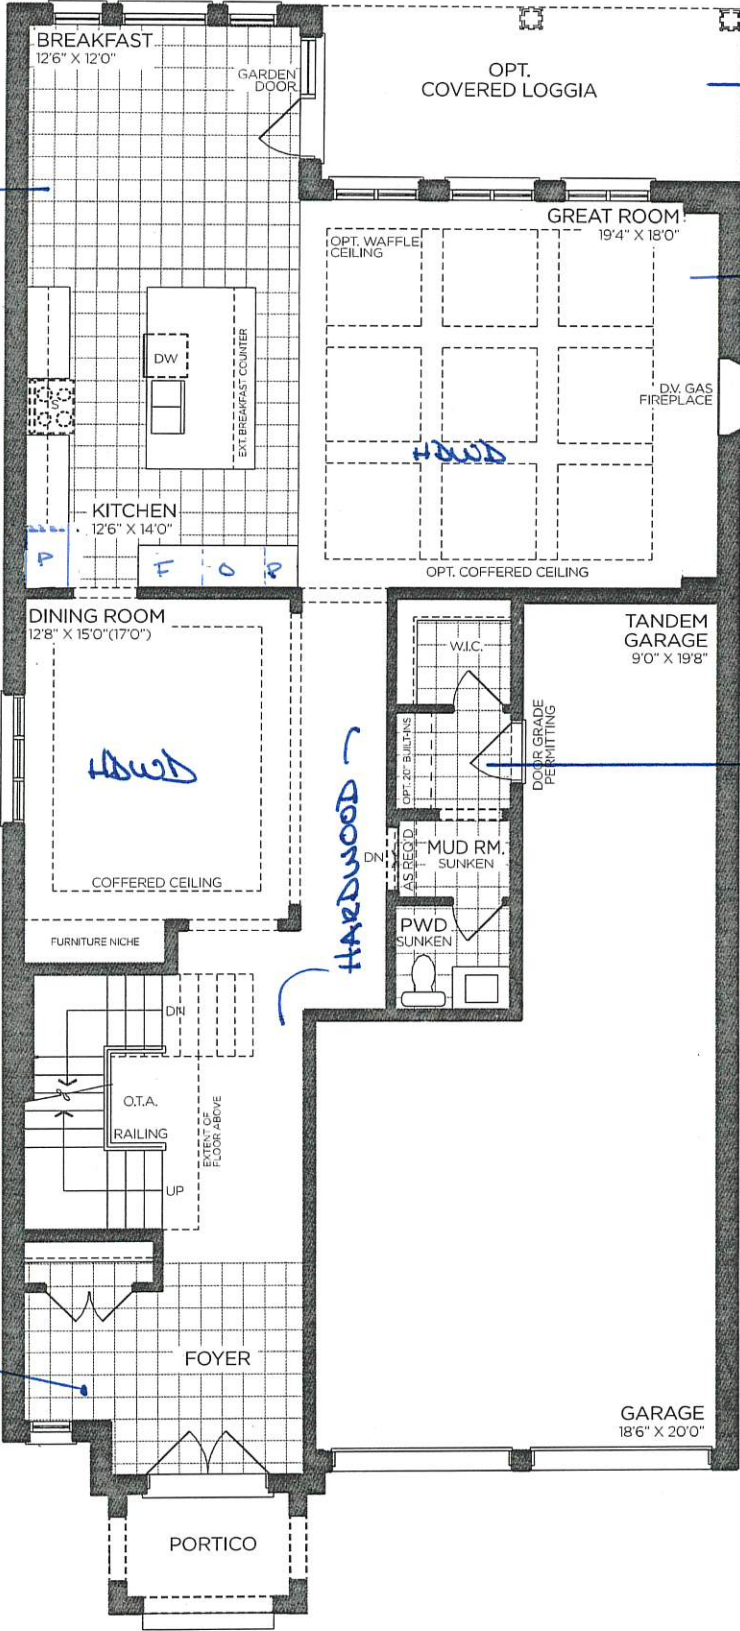 BREAKFAST
12'6" X 12'0"
GARDEN
DOOR
OPT.
COVERED LOGGIA
GREAT ROOM
19'4" X 18'0"
OPT. WAFFLE
CEILING
DW
EXT. BREAKFAST COUNTER
S
D.V. GAS
FIREPLACE
HDWD
KITCHEN
12'6" X 14'0"
P
F O P
OPT. COFFERED CEILING
DINING ROOM
12'8" X 15'0"(17'0")
TANDEM
GARAGE
9'0" X 19'8"
W.I.C.
OPT. 20" BUILT-INS
DOOR GRADE
PERMITTING
HDWD
HARDWOOD
DN
AS REQ'D
MUD RM.
SUNKEN
COFFERED CEILING
PWD
SUNKEN
FURNITURE NICHE
DN
O.T.A.
RAILING
EXTENT OF
FLOOR ABOVE
UP
FOYER
GARAGE
18'6" X 20'0"
PORTICO